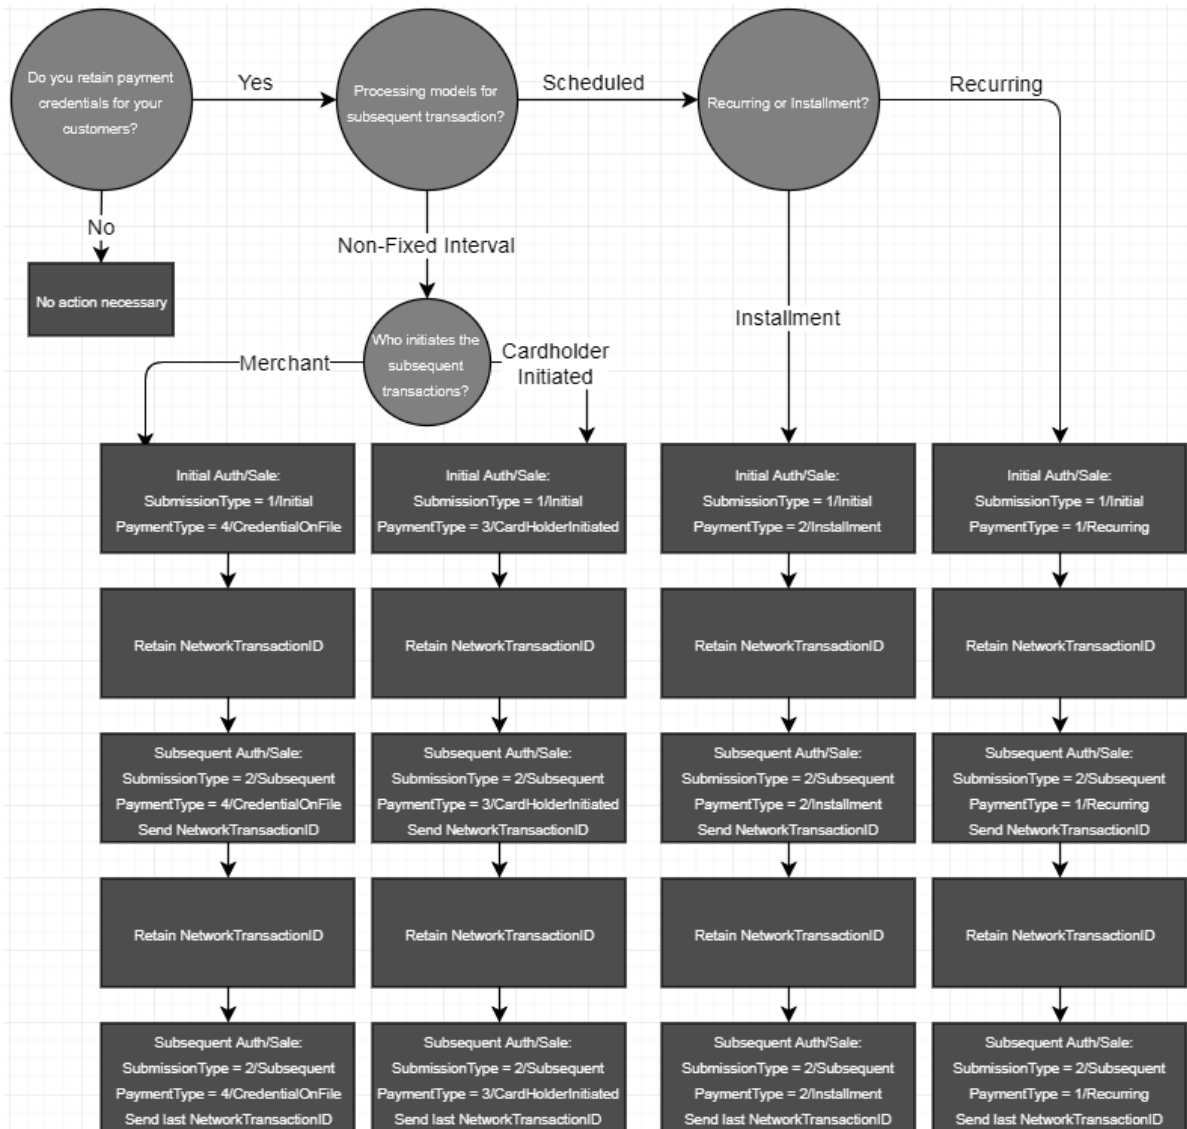 Do you retain payment
credentials for your
customers?
Yes
Processing models for
subsequent transaction?
Scheduled
Recurring or Installment?
Recurring
No
No action necessary
Non-Fixed Interval
Who initiates the
subsequent
transactions?
Merchant
Cardholder
Initiated
Installment
Initial Auth/Sale:
SubmissionType = 1/Initial
PaymentType = 4/CredentialOnFile
Initial Auth/Sale:
SubmissionType = 1/Initial
PaymentType = 3/CardHolderInitiated
Initial Auth/Sale:
SubmissionType = 1/Initial
PaymentType = 2/Installment
Initial Auth/Sale:
SubmissionType = 1/Initial
PaymentType = 1/Recurring
Retain NetworkTransactionID
Retain NetworkTransactionID
Retain NetworkTransactionID
Retain NetworkTransactionID
Subsequent Auth/Sale:
SubmissionType = 2/Subsequent
PaymentType = 4/CredentialOnFile
Send NetworkTransactionID
Subsequent Auth/Sale:
SubmissionType = 2/Subsequent
PaymentType = 3/CardHolderInitiated
Send NetworkTransactionID
Subsequent Auth/Sale:
SubmissionType = 2/Subsequent
PaymentType = 2/Installment
Send NetworkTransactionID
Subsequent Auth/Sale:
SubmissionType = 2/Subsequent
PaymentType = 1/Recurring
Send NetworkTransactionID
Retain NetworkTransactionID
Retain NetworkTransactionID
Retain NetworkTransactionID
Retain NetworkTransactionID
Subsequent Auth/Sale:
SubmissionType = 2/Subsequent
PaymentType = 4/CredentialOnFile
Send last NetworkTransactionID
Subsequent Auth/Sale:
SubmissionType = 2/Subsequent
PaymentType = 3/CardHolderInitiated
Send last NetworkTransactionID
Subsequent Auth/Sale:
SubmissionType = 2/Subsequent
PaymentType = 2/Installment
Send last NetworkTransactionID
Subsequent Auth/Sale:
SubmissionType = 2/Subsequent
PaymentType = 1/Recurring
Send last NetworkTransactionID